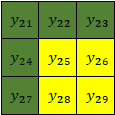 y₂₁ y₂₂ y₂₃
y₂₄ y₂₅ y₂₆
y₂₇ y₂₈ y₂₉